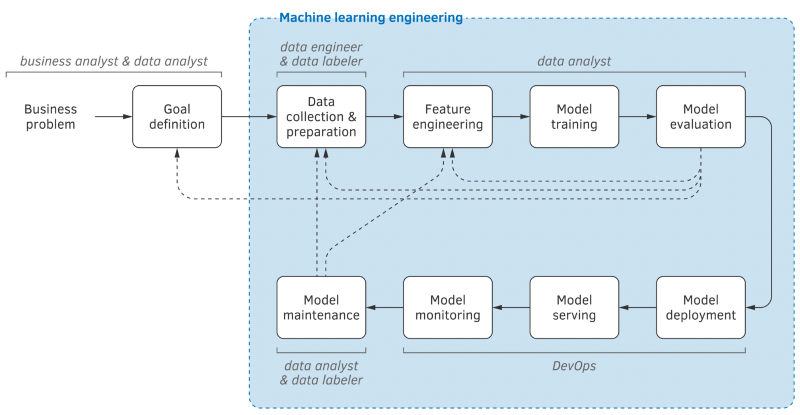 Machine learning engineering
business analyst & data analyst
data engineer
& data labeler
data analyst
Business
problem
Goal
definition
Data
collection &
preparation
Feature
engineering
Model
training
Model
evaluation
Model
maintenance
Model
monitoring
Model
serving
Model
deployment
data analyst
& data labeler
DevOps